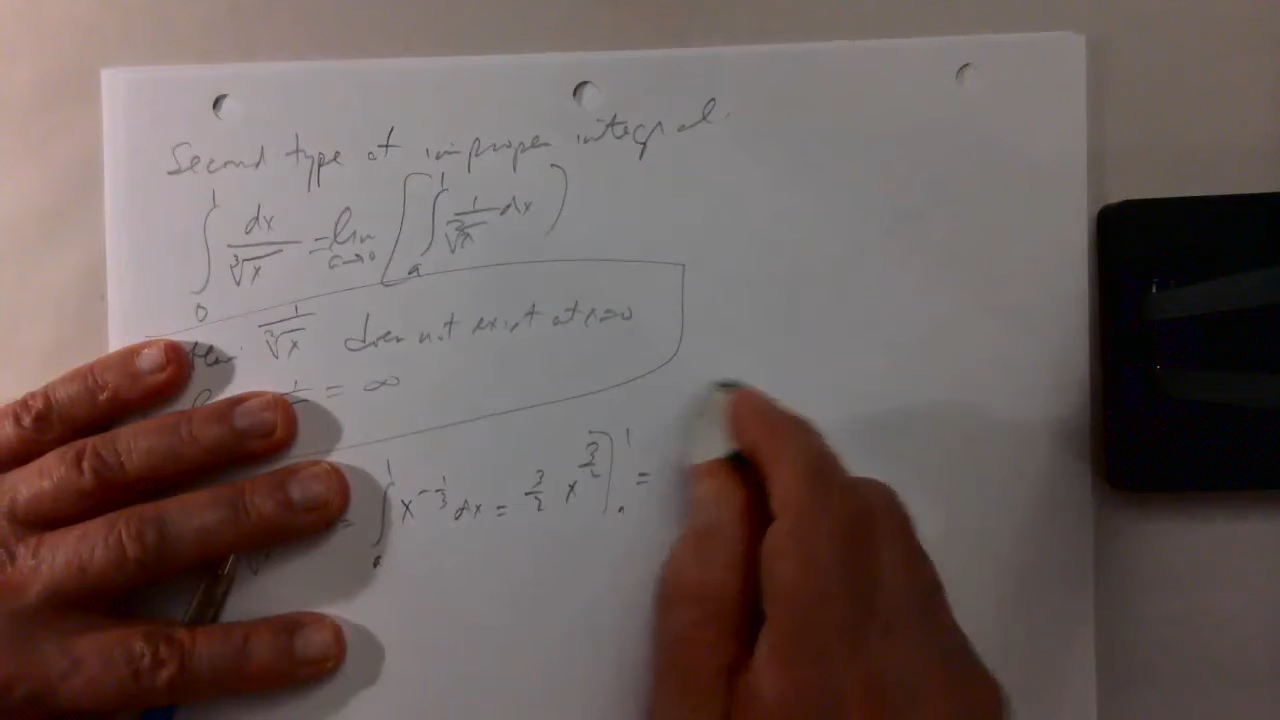 Second type of improper integral.
∫₀¹ dx/∛x = lim a→0 [ ∫ₐ¹ 1/∛x dx ]
1/∛x does not exist at x=0
= ∞
= ∫ₐ¹ x^(-1/3) dx = 3/2 x^(3/2) ]ₐ¹ =